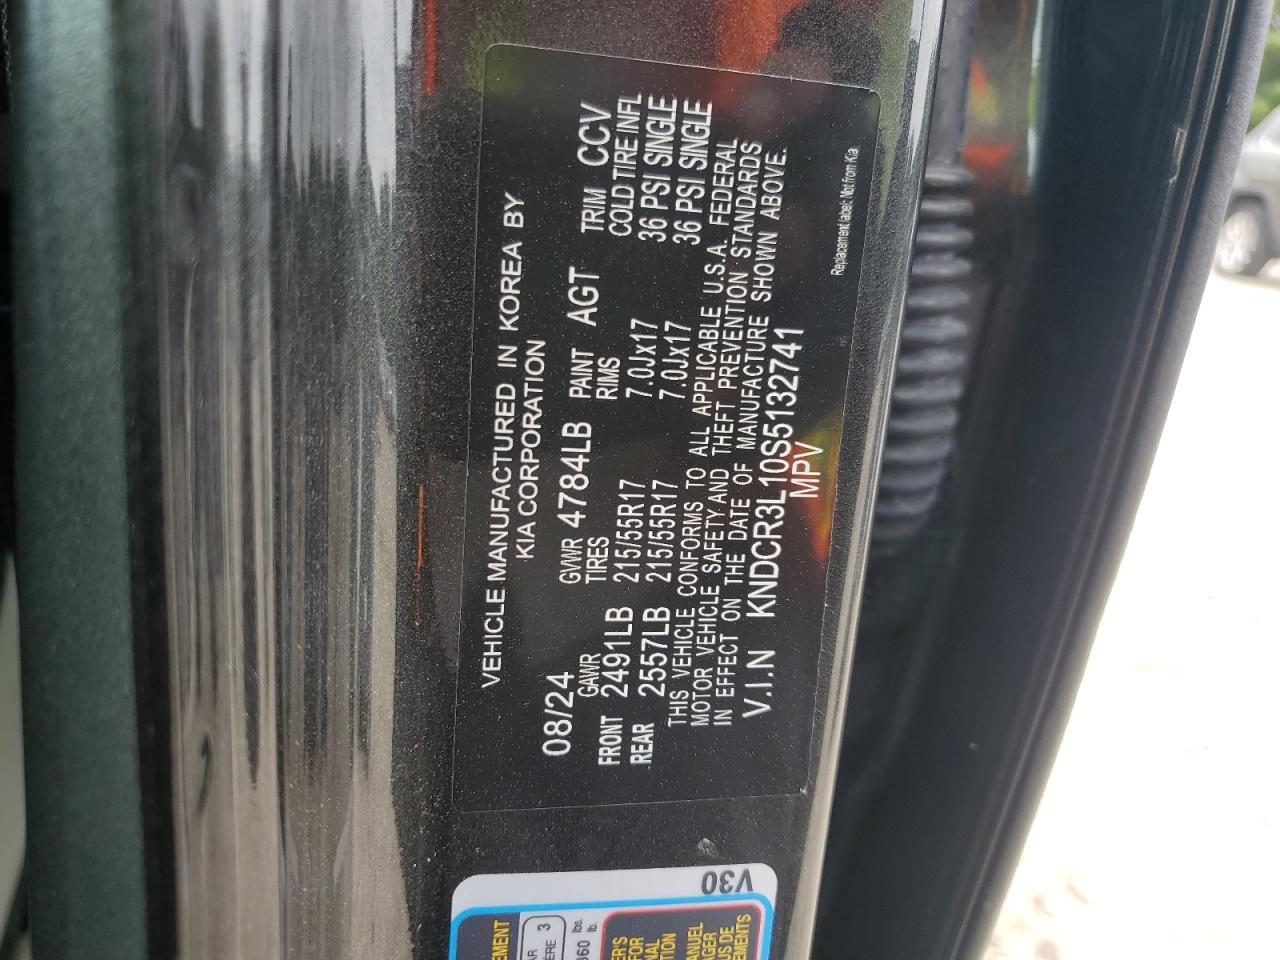 VEHICLE MANUFACTURED IN KOREA BY
KIA CORPORATION
08/24 GVWR 4784LB PAINT AGT TRIM CCV
GAWR TIRES RIMS COLD TIRE INFL
FRONT 2491LB 215/55R17 7.0Jx17 36 PSI SINGLE
REAR 2557LB 215/55R17 7.0Jx17 36 PSI SINGLE
THIS VEHICLE CONFORMS TO ALL APPLICABLE U.S.A. FEDERAL
MOTOR VEHICLE SAFETY AND THEFT PREVENTION STANDARDS
IN EFFECT ON THE DATE OF MANUFACTURE SHOWN ABOVE.
V.I.N KNDCR3L10S5132741
MPV
Replacement label: Not from Kia
V30
3
lbs.
lb.